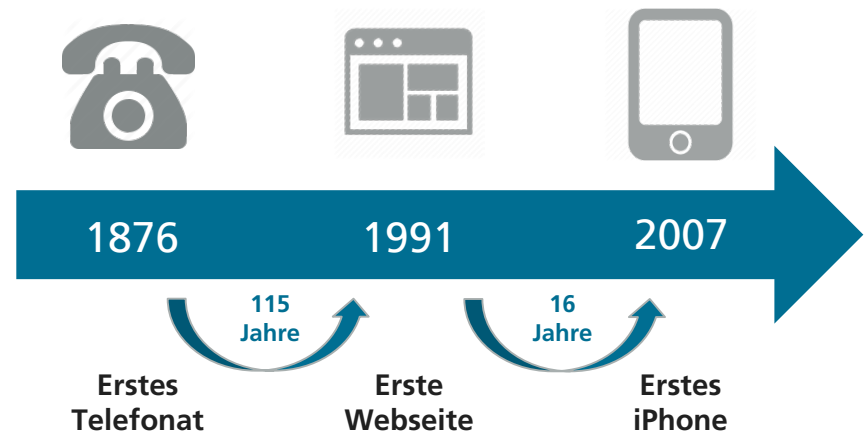 1876
1991
2007
115
Jahre
16
Jahre
Erstes
Telefonat
Erste
Webseite
Erstes
iPhone